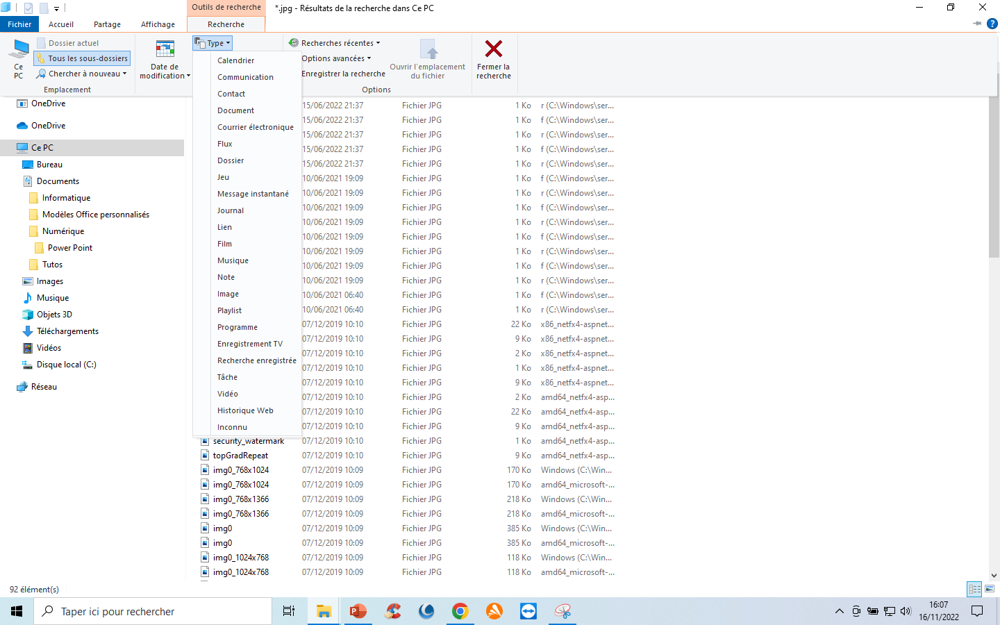 Outils de recherche
*.jpg - Résultats de la recherche dans Ce PC
Fichier
Accueil
Partage
Affichage
Recherche
?
Ce
PC
Dossier actuel
Tous les sous-dossiers
Chercher à nouveau
Emplacement
Date de
modification
Type
Recherches récentes
Options avancées
Enregistrer la recherche
Ouvrir l'emplacement
du fichier
Options
Fermer la
recherche
Calendrier
Communication
Contact
Document
Courrier électronique
Flux
Dossier
Jeu
Message instantané
Journal
Lien
Film
Musique
Note
Image
Playlist
Programme
Enregistrement TV
Recherche enregistrée
Tâche
Vidéo
Historique Web
Inconnu
OneDrive
OneDrive
Ce PC
Bureau
Documents
Informatique
Modèles Office personnalisés
Numérique
Power Point
Tutos
Images
Musique
Objets 3D
Téléchargements
Vidéos
Disque local (C:)
Réseau
15/06/2022 21:37 Fichier JPG 1 Ko r (C:\Windows\ser...
15/06/2022 21:37 Fichier JPG 1 Ko f (C:\Windows\ser...
15/06/2022 21:37 Fichier JPG 1 Ko r (C:\Windows\ser...
15/06/2022 21:37 Fichier JPG 1 Ko f (C:\Windows\ser...
15/06/2022 21:37 Fichier JPG 1 Ko r (C:\Windows\ser...
10/06/2021 19:09 Fichier JPG 1 Ko f (C:\Windows\ser...
10/06/2021 19:09 Fichier JPG 1 Ko r (C:\Windows\ser...
10/06/2021 19:09 Fichier JPG 1 Ko f (C:\Windows\ser...
10/06/2021 19:09 Fichier JPG 1 Ko r (C:\Windows\ser...
10/06/2021 19:09 Fichier JPG 1 Ko f (C:\Windows\ser...
10/06/2021 19:09 Fichier JPG 1 Ko r (C:\Windows\ser...
10/06/2021 19:09 Fichier JPG 1 Ko f (C:\Windows\ser...
10/06/2021 19:09 Fichier JPG 1 Ko r (C:\Windows\ser...
10/06/2021 06:40 Fichier JPG 1 Ko f (C:\Windows\ser...
10/06/2021 06:40 Fichier JPG 1 Ko r (C:\Windows\ser...
07/12/2019 10:10 Fichier JPG 22 Ko x86_netfx4-aspnet...
07/12/2019 10:10 Fichier JPG 9 Ko x86_netfx4-aspnet...
07/12/2019 10:10 Fichier JPG 2 Ko x86_netfx4-aspnet...
07/12/2019 10:10 Fichier JPG 1 Ko x86_netfx4-aspnet...
07/12/2019 10:10 Fichier JPG 9 Ko x86_netfx4-aspnet...
07/12/2019 10:10 Fichier JPG 2 Ko amd64_netfx4-asp...
07/12/2019 10:10 Fichier JPG 22 Ko amd64_netfx4-asp...
07/12/2019 10:10 Fichier JPG 9 Ko amd64_netfx4-asp...
security_watermark 07/12/2019 10:10 Fichier JPG 1 Ko amd64_netfx4-asp...
topGradRepeat 07/12/2019 10:10 Fichier JPG 9 Ko amd64_netfx4-asp...
img0_768x1024 07/12/2019 10:09 Fichier JPG 170 Ko Windows (C:\Win...
img0_768x1024 07/12/2019 10:09 Fichier JPG 170 Ko amd64_microsoft-...
img0_768x1366 07/12/2019 10:09 Fichier JPG 218 Ko Windows (C:\Win...
img0_768x1366 07/12/2019 10:09 Fichier JPG 218 Ko amd64_microsoft-...
img0 07/12/2019 10:09 Fichier JPG 385 Ko Windows (C:\Win...
img0 07/12/2019 10:09 Fichier JPG 385 Ko amd64_microsoft-...
img0_1024x768 07/12/2019 10:09 Fichier JPG 118 Ko Windows (C:\Win...
img0_1024x768 07/12/2019 10:09 Fichier JPG 118 Ko amd64_microsoft-...
92 élément(s)
Taper ici pour rechercher
16:07
16/11/2022